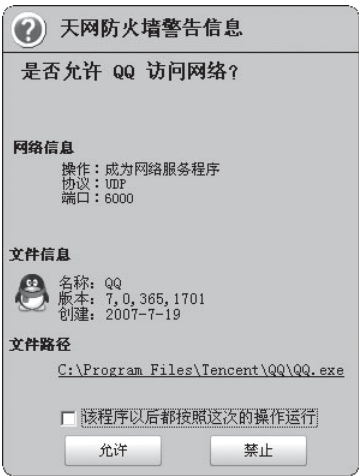 天网防火墙警告信息
是否允许 QQ 访问网络?
网络信息
操作:成为网络服务程序
协议:UDP
端口:6000
文件信息
名称: QQ
版本: 7,0,365,1701
创建: 2007-7-19
文件路径
C:\Program Files\Tencent\QQ\QQ.exe
该程序以后都按照这次的操作运行
允许
禁止